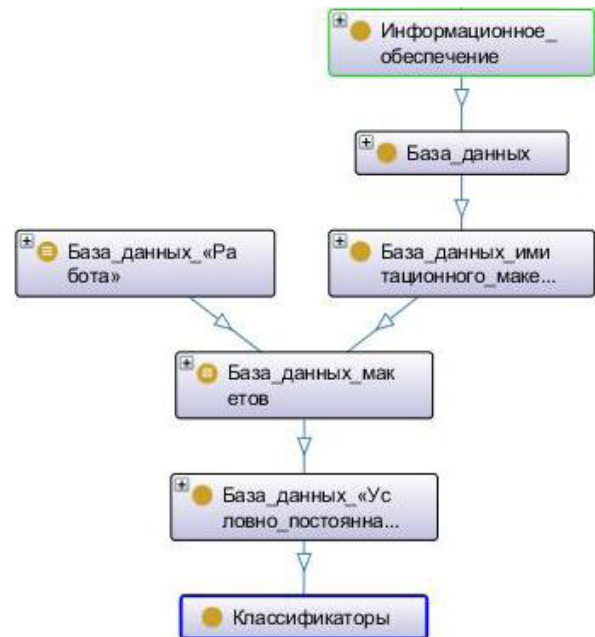 Информационное_
обеспечение
База_данных
База_данных_«Ра
бота»
База_данных_ими
тационного_маке...
База_данных_мак
етов
База_данных_«Ус
ловно_постоянна...
Классификаторы